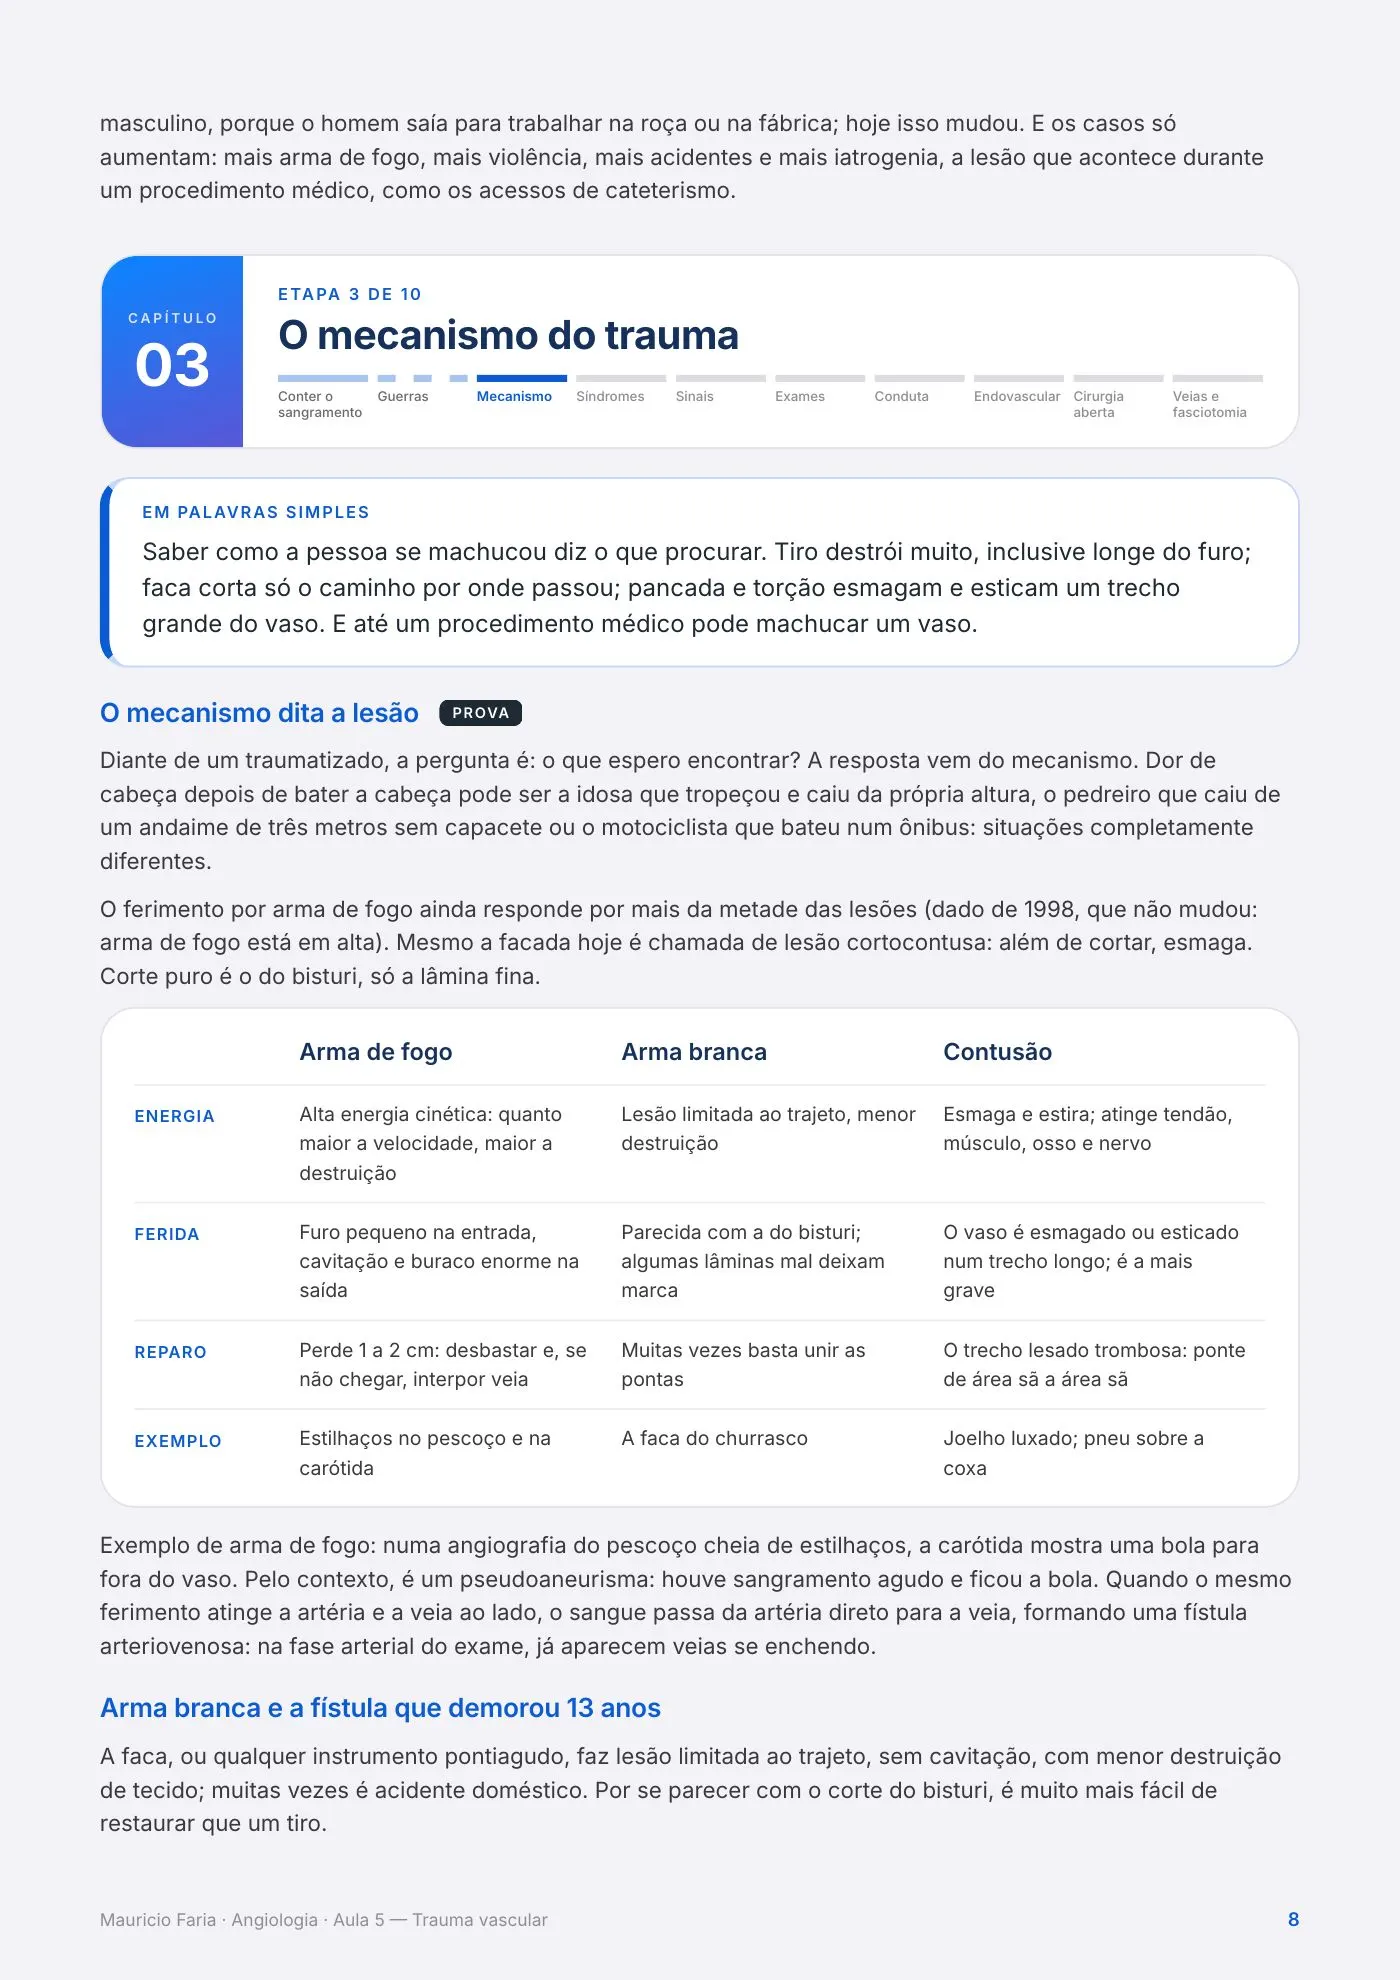 masculino, porque o homem saía para trabalhar na roça ou na fábrica; hoje isso mudou. E os casos só
aumentam: mais arma de fogo, mais violência, mais acidentes e mais iatrogenia, a lesão que acontece durante
um procedimento médico, como os acessos de cateterismo.
CAPÍTULO
03
ETAPA 3 DE 10
O mecanismo do trauma
Conter o sangramento
Guerras
Mecanismo
Síndromes
Sinais
Exames
Conduta
Endovascular
Cirurgia aberta
Veias e fasciotomia
EM PALAVRAS SIMPLES
Saber como a pessoa se machucou diz o que procurar. Tiro destrói muito, inclusive longe do furo;
faca corta só o caminho por onde passou; pancada e torção esmagam e esticam um trecho
grande do vaso. E até um procedimento médico pode machucar um vaso.
O mecanismo dita a lesão PROVA
Diante de um traumatizado, a pergunta é: o que espero encontrar? A resposta vem do mecanismo. Dor de
cabeça depois de bater a cabeça pode ser a idosa que tropeçou e caiu da própria altura, o pedreiro que caiu de
um andaime de três metros sem capacete ou o motociclista que bateu num ônibus: situações completamente
diferentes.
O ferimento por arma de fogo ainda responde por mais da metade das lesões (dado de 1998, que não mudou:
arma de fogo está em alta). Mesmo a facada hoje é chamada de lesão cortocontusa: além de cortar, esmaga.
Corte puro é o do bisturi, só a lâmina fina.
Arma de fogo
Arma branca
Contusão
ENERGIA
Alta energia cinética: quanto
maior a velocidade, maior a
destruição
Lesão limitada ao trajeto, menor
destruição
Esmaga e estira; atinge tendão,
músculo, osso e nervo
FERIDA
Furo pequeno na entrada,
cavitação e buraco enorme na
saída
Parecida com a do bisturi;
algumas lâminas mal deixam
marca
O vaso é esmagado ou esticado
num trecho longo; é a mais
grave
REPARO
Perde 1 a 2 cm: desbastar e, se
não chegar, interpor veia
Muitas vezes basta unir as
pontas
O trecho lesado trombosa: ponte
de área sã a área sã
EXEMPLO
Estilhaços no pescoço e na
carótida
A faca do churrasco
Joelho luxado; pneu sobre a
coxa
Exemplo de arma de fogo: numa angiografia do pescoço cheia de estilhaços, a carótida mostra uma bola para
fora do vaso. Pelo contexto, é um pseudoaneurisma: houve sangramento agudo e ficou a bola. Quando o mesmo
ferimento atinge a artéria e a veia ao lado, o sangue passa da artéria direto para a veia, formando uma fístula
arteriovenosa: na fase arterial do exame, já aparecem veias se enchendo.
Arma branca e a fístula que demorou 13 anos
A faca, ou qualquer instrumento pontiagudo, faz lesão limitada ao trajeto, sem cavitação, com menor destruição
de tecido; muitas vezes é acidente doméstico. Por se parecer com o corte do bisturi, é muito mais fácil de
restaurar que um tiro.
Mauricio Faria · Angiologia · Aula 5 — Trauma vascular
8